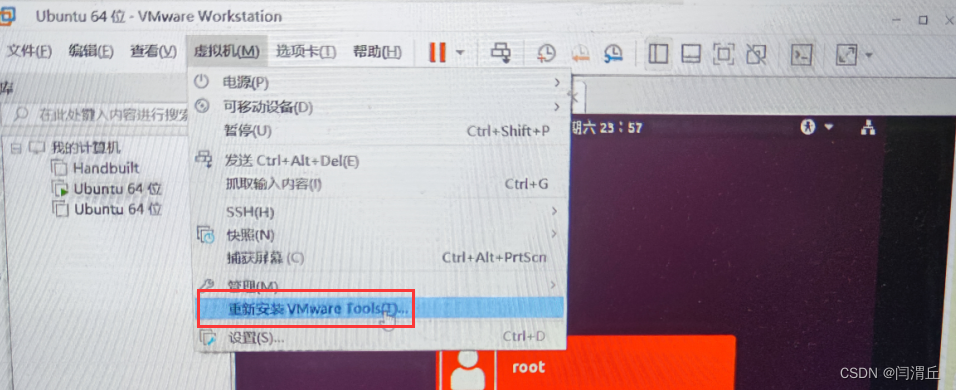 Ubuntu 64 位 - VMware Workstation
文件(F) 编辑(E) 查看(V) 虚拟机(M) 选项卡(T) 帮助(H)
库
在此处键入内容进行搜索
我的计算机
Handbuilt
Ubuntu 64 位
Ubuntu 64 位
电源(P)
可移动设备(D)
暂停(U) Ctrl+Shift+P
发送 Ctrl+Alt+Del(E)
抓取输入内容(I) Ctrl+G
SSH(H)
快照(N)
捕获屏幕(C) Ctrl+Alt+PrtScn
管理(M)
重新安装 VMware Tools(T)...
设置(S)... Ctrl+D
期六 23:57
root
CSDN @闫渭丘